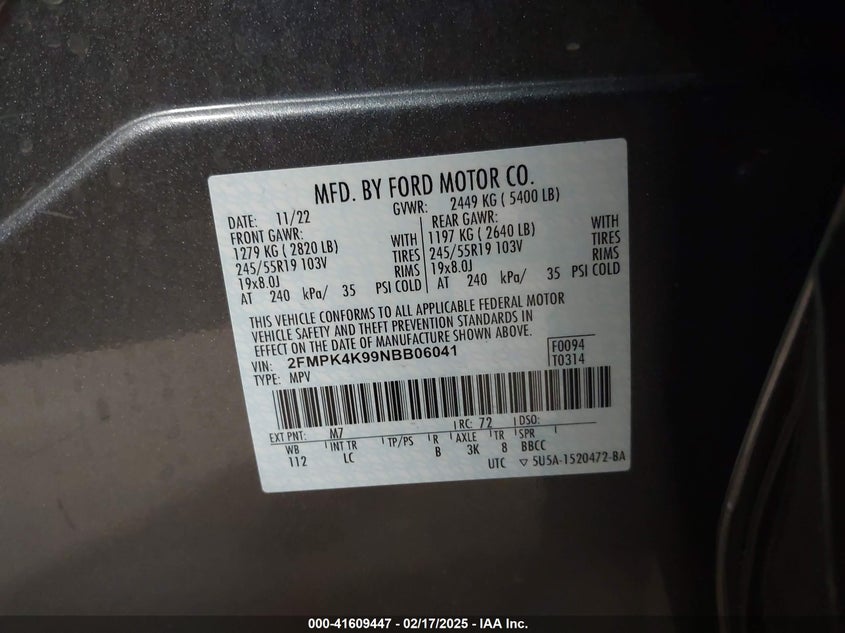 MFD. BY FORD MOTOR CO.
DATE: 11/22 GVWR: 2449 KG ( 5400 LB)
FRONT GAWR: REAR GAWR:
1279 KG ( 2820 LB) WITH 1197 KG ( 2640 LB) WITH
245/55R19 103V TIRES 245/55R19 103V TIRES
19x8.0J RIMS 19x8.0J RIMS
AT 240 kPa/ 35 PSI COLD AT 240 kPa/ 35 PSI COLD
THIS VEHICLE CONFORMS TO ALL APPLICABLE FEDERAL MOTOR
VEHICLE SAFETY AND THEFT PREVENTION STANDARDS IN
EFFECT ON THE DATE OF MANUFACTURE SHOWN ABOVE.
VIN: 2FMPK4K99NBB06041 F0094
TYPE: MPV T0314
EXT PNT: M7 RC: 72 DSO:
WB INT TR TP/PS R AXLE TR SPR
112 LC B 3K 8 BBCC
UTC ▽ 5U5A-1520472-BA
000-41609447 - 02/17/2025 - IAA Inc.